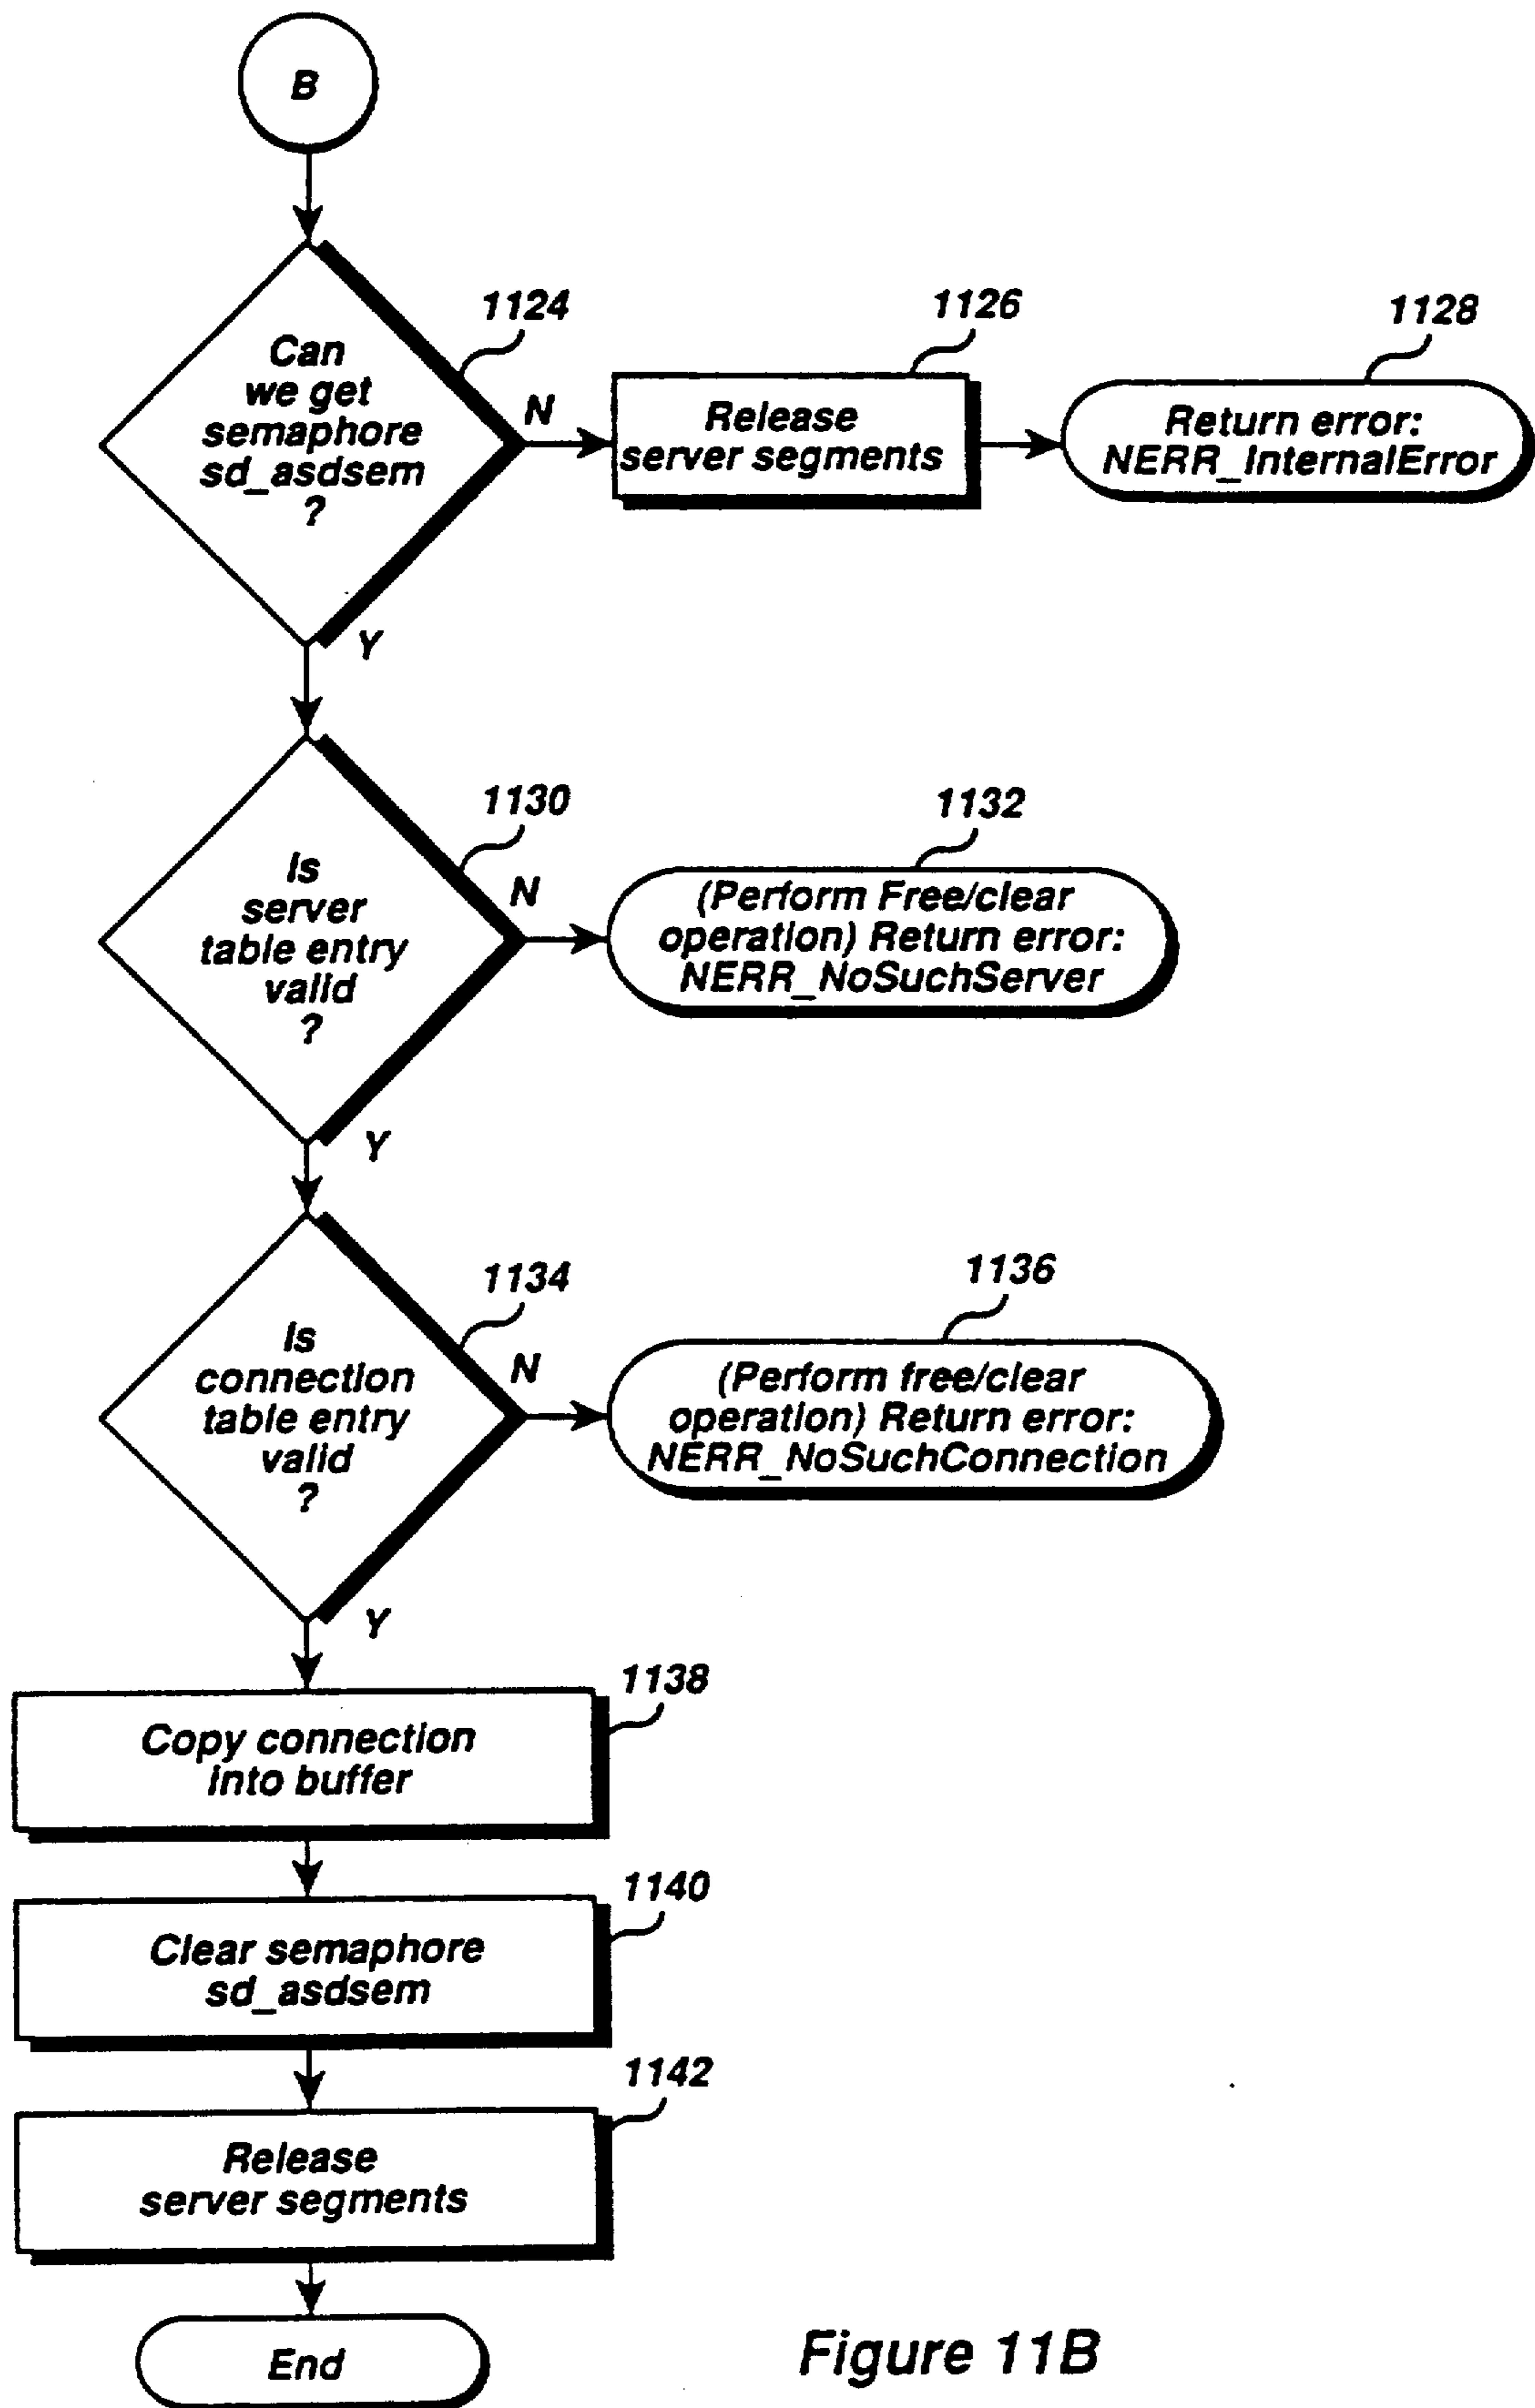 B
1124
Can
we get
semaphore
sd_asdsem
?
N
1126
Release
server segments
1128
Return error:
NERR_InternalError
Y
1130
Is
server
table entry
valid
?
N
1132
(Perform Free/clear
operation) Return error:
NERR_NoSuchServer
Y
1134
Is
connection
table entry
valid
?
N
1136
(Perform free/clear
operation) Return error:
NERR_NoSuchConnection
Y
1138
Copy connection
into buffer
1140
Clear semaphore
sd_asdsem
1142
Release
server segments
End
Figure 11B